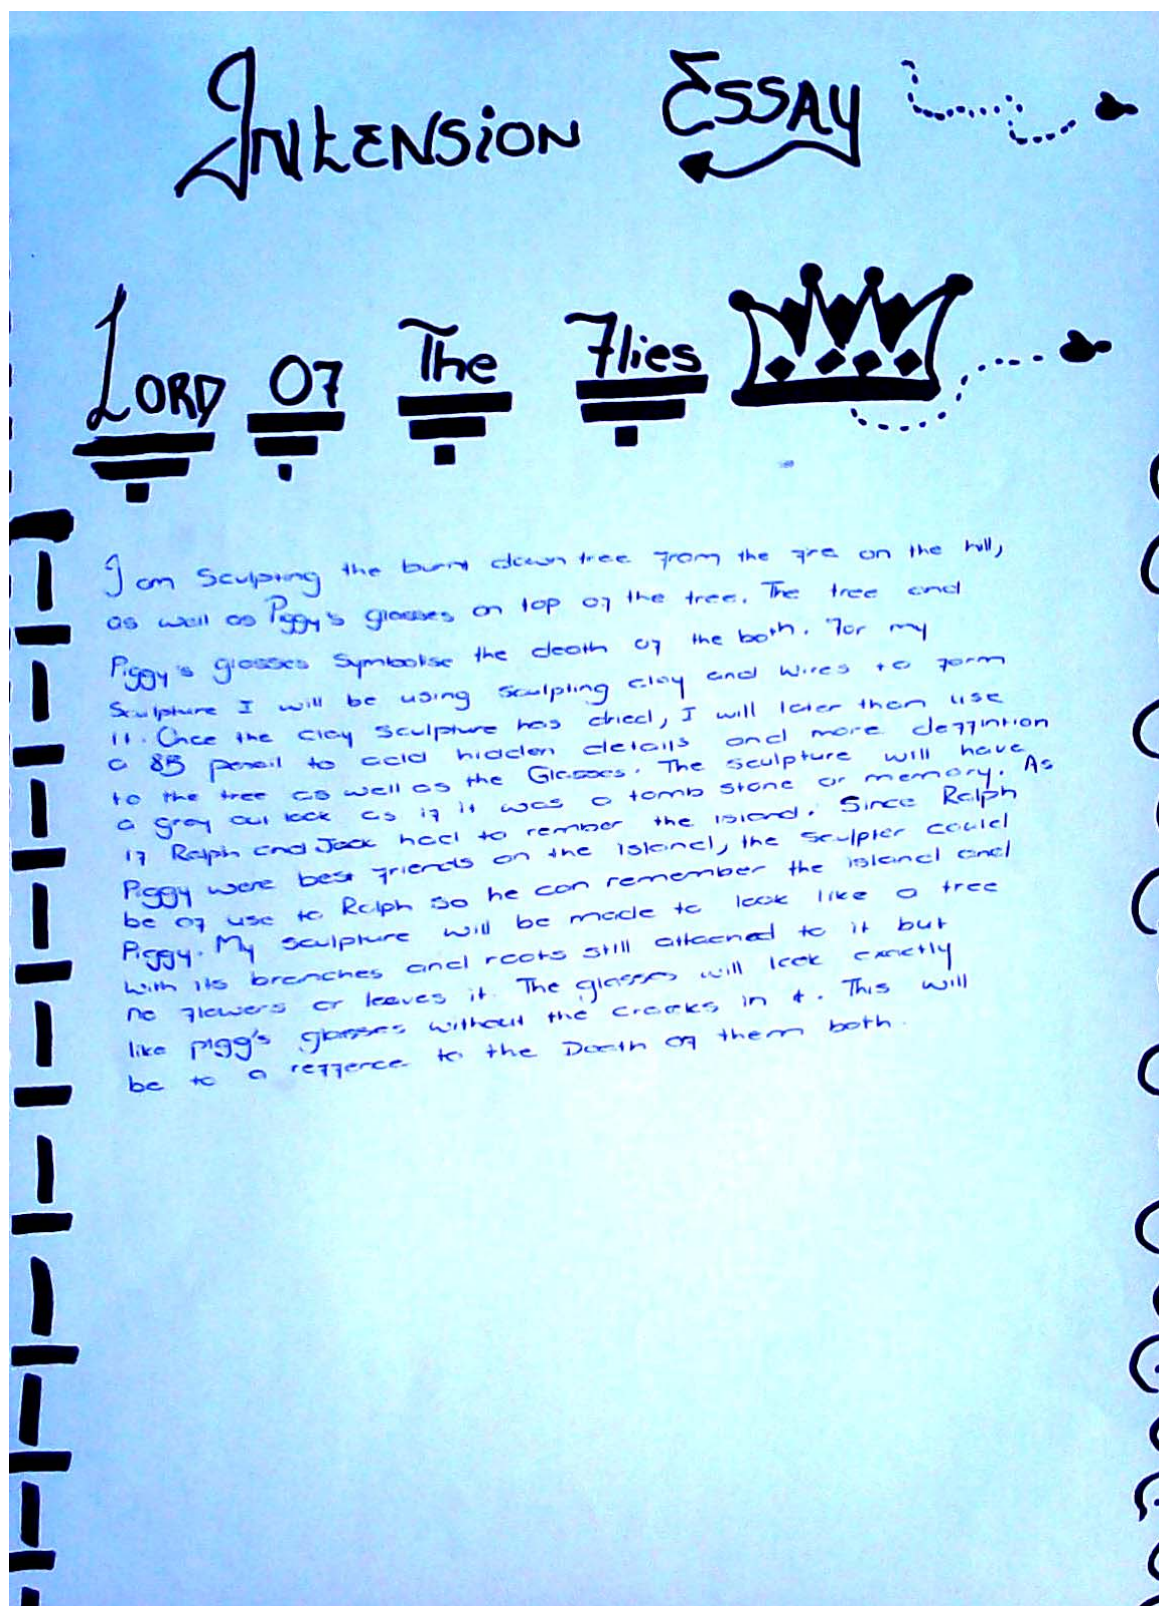 Intension Essay
Lord Of The Flies
I am Sculpting the burnt down tree from the fire on the hill,
as well as Piggy's glasses on top of the tree. The tree and
Piggy's glasses Symbolise the death of the both. For my
Sculpture I will be using Sculpting clay and wires to form
it. Once the clay Sculpture has dried, I will later then use
a 8B pencil to add hidden details and more deffintion
to the tree as well as the Glasses. The sculpture will have
a gray out look as if it was a tomb stone or memory. As
if Ralph and Jack had to rember the island. Since Ralph
Piggy were best friends on the island, the sculpter could
be of use to Ralph so he can remember the island and
Piggy. My sculpture will be made to look like a tree
with its branches and roots still attached to it but
no flowers or leaves it. The glasses will look exactly
like pigg's glasses without the cracks in it. This will
be to a refference to the Death of them both.